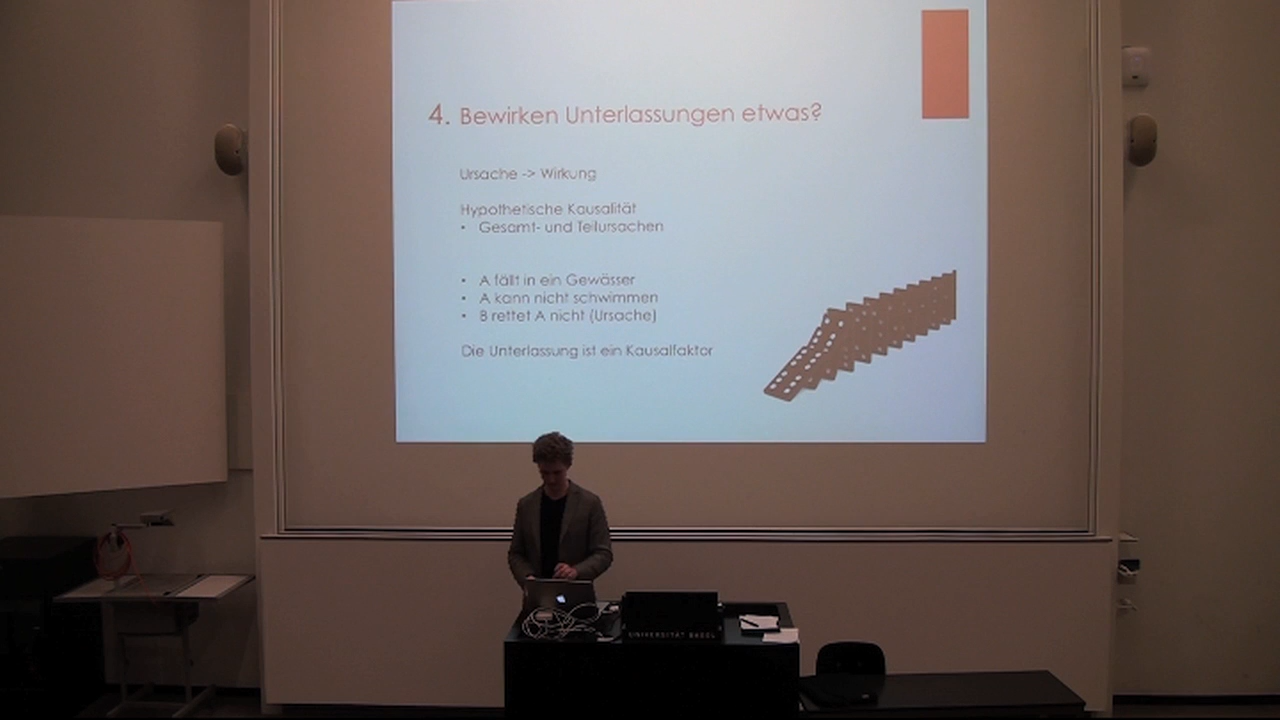 4. Bewirken Unterlassungen etwas?
Ursache -> Wirkung
Hypothetische Kausalität
• Gesamt- und Teilursachen
• A fällt in ein Gewässer
• A kann nicht schwimmen
• B rettet A nicht (Ursache)
Die Unterlassung ist ein Kausalfaktor
UNIVERSITÄT BASEL